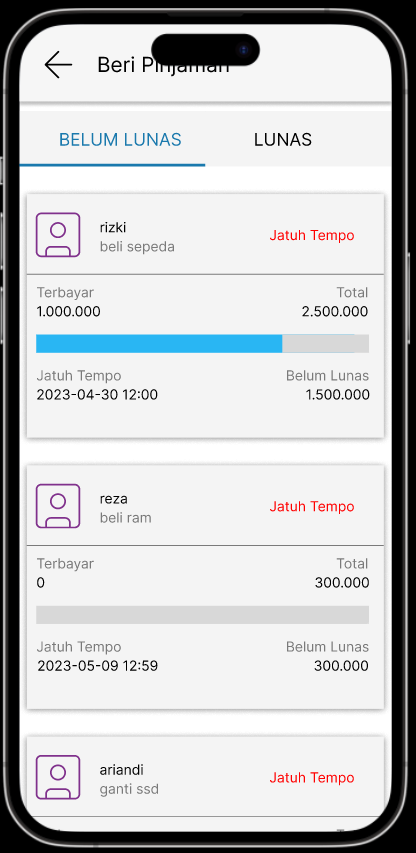 Beri Pinjaman
BELUM LUNAS LUNAS
rizki
beli sepeda
Jatuh Tempo
Terbayar Total
1.000.000 2.500.000
Jatuh Tempo Belum Lunas
2023-04-30 12:00 1.500.000
reza
beli ram
Jatuh Tempo
Terbayar Total
0 300.000
Jatuh Tempo Belum Lunas
2023-05-09 12:59 300.000
ariandi
ganti ssd
Jatuh Tempo